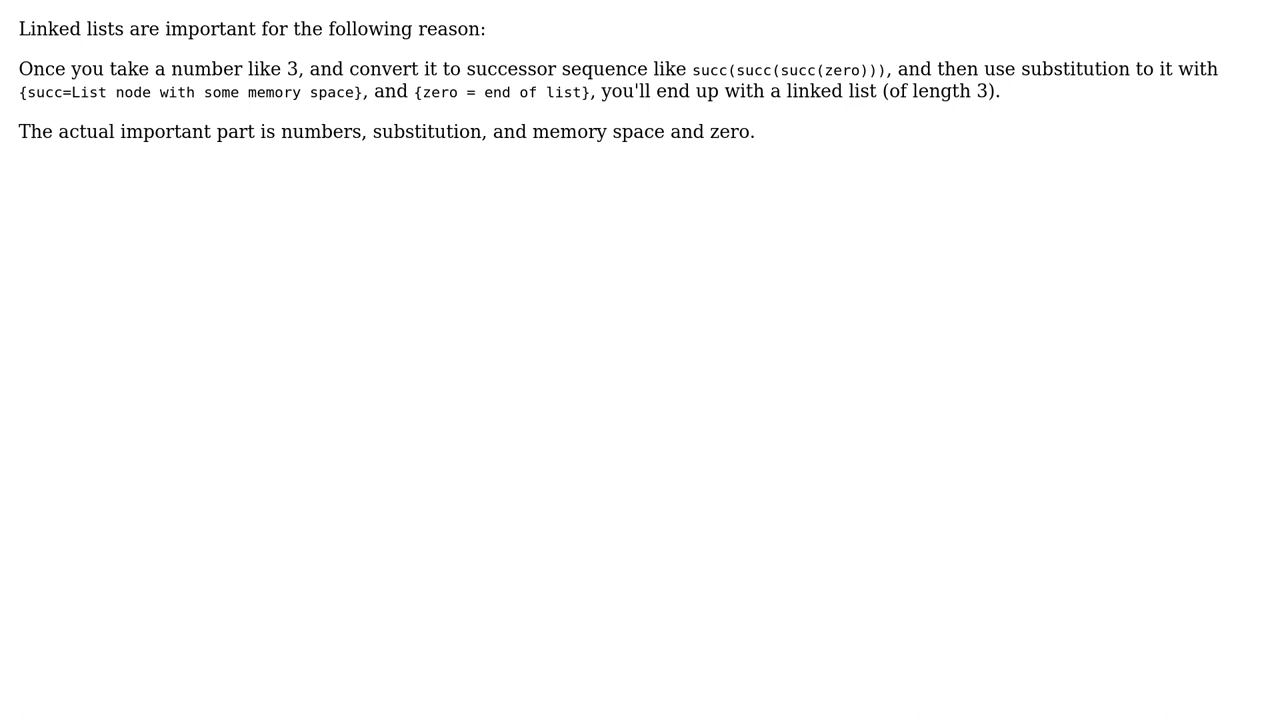 Linked lists are important for the following reason:
Once you take a number like 3, and convert it to successor sequence like succ(succ(succ(zero))), and then use substitution to it with
{succ=List node with some memory space}, and {zero = end of list}, you'll end up with a linked list (of length 3).
The actual important part is numbers, substitution, and memory space and zero.